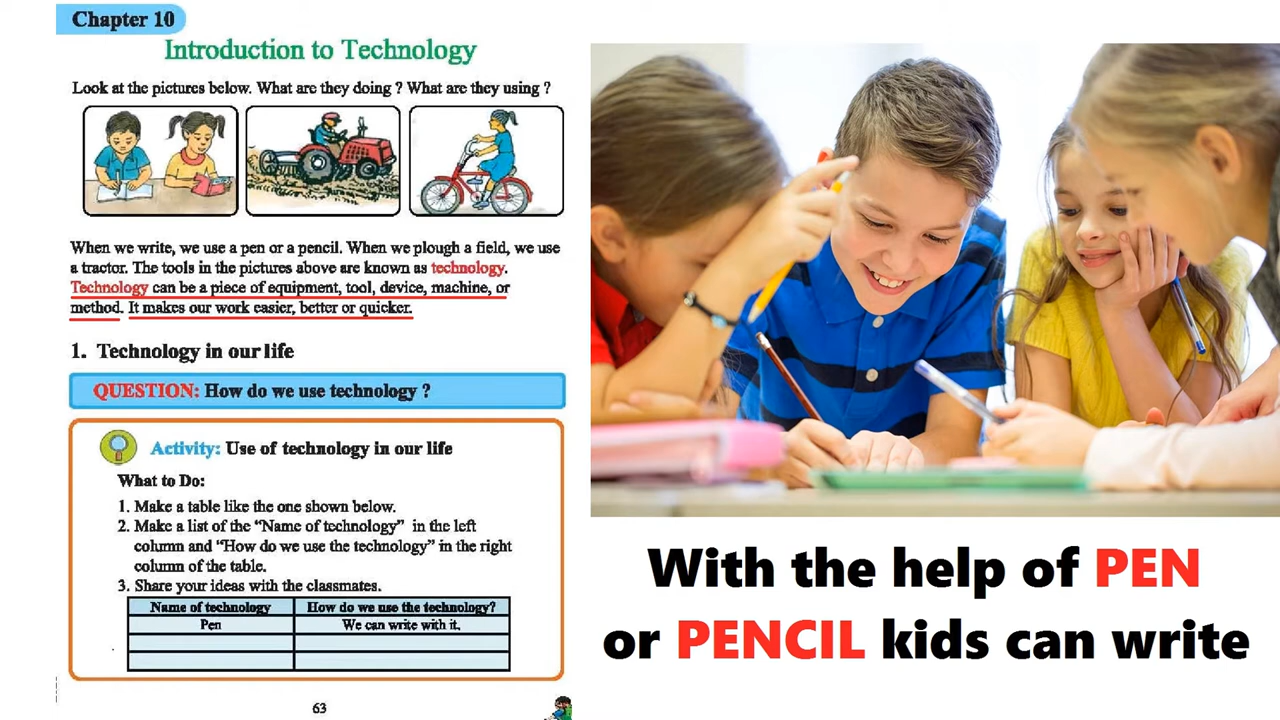 Chapter 10
Introduction to Technology
Look at the pictures below. What are they doing ? What are they using ?
When we write, we use a pen or a pencil. When we plough a field, we use
a tractor. The tools in the pictures above are known as technology.
Technology can be a piece of equipment, tool, device, machine, or
method. It makes our work easier, better or quicker.
1. Technology in our life
QUESTION: How do we use technology ?
Activity: Use of technology in our life
What to Do:
1. Make a table like the one shown below.
2. Make a list of the “Name of technology” in the left
column and “How do we use the technology” in the right
column of the table.
3. Share your ideas with the classmates.
Name of technology How do we use the technology?
Pen We can write with it.
63
With the help of PEN
or PENCIL kids can write